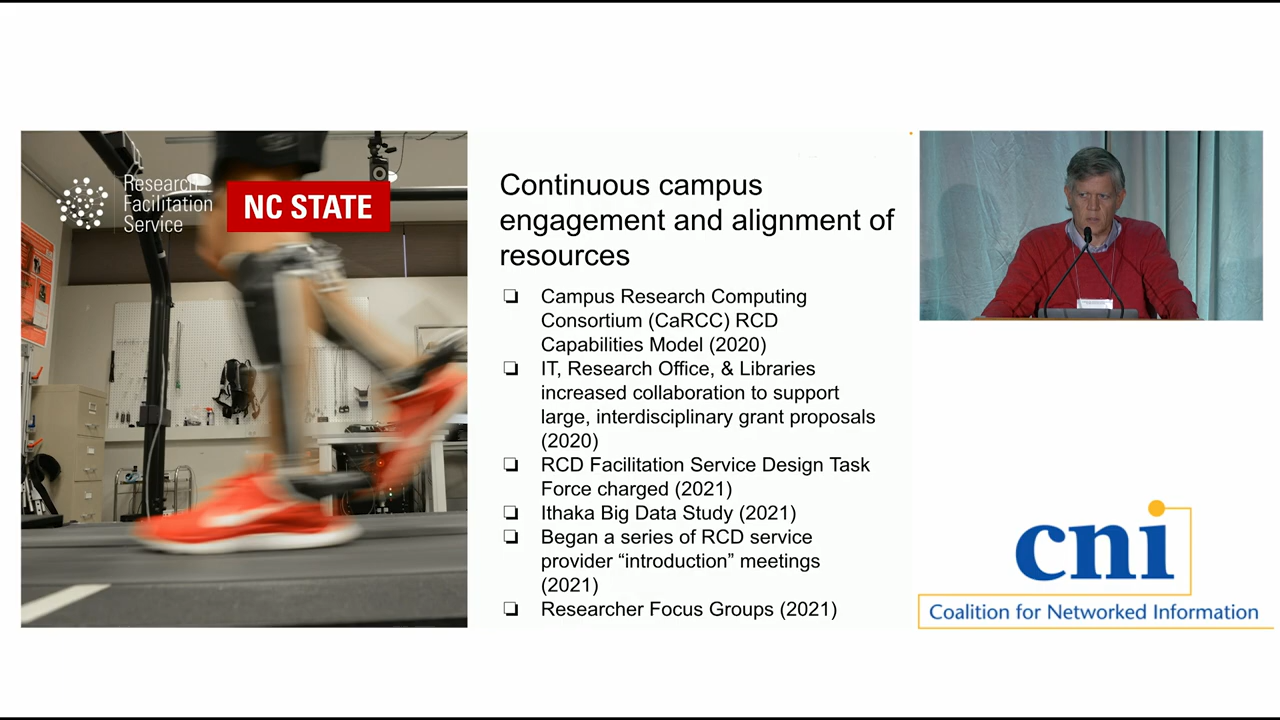 Research
Facilitation
Service
NC STATE
Continuous campus
engagement and alignment of
resources
Campus Research Computing
Consortium (CaRCC) RCD
Capabilities Model (2020)
IT, Research Office, & Libraries
increased collaboration to support
large, interdisciplinary grant proposals
(2020)
RCD Facilitation Service Design Task
Force charged (2021)
Ithaka Big Data Study (2021)
Began a series of RCD service
provider “introduction” meetings
(2021)
Researcher Focus Groups (2021)
cni
Coalition for Networked Information